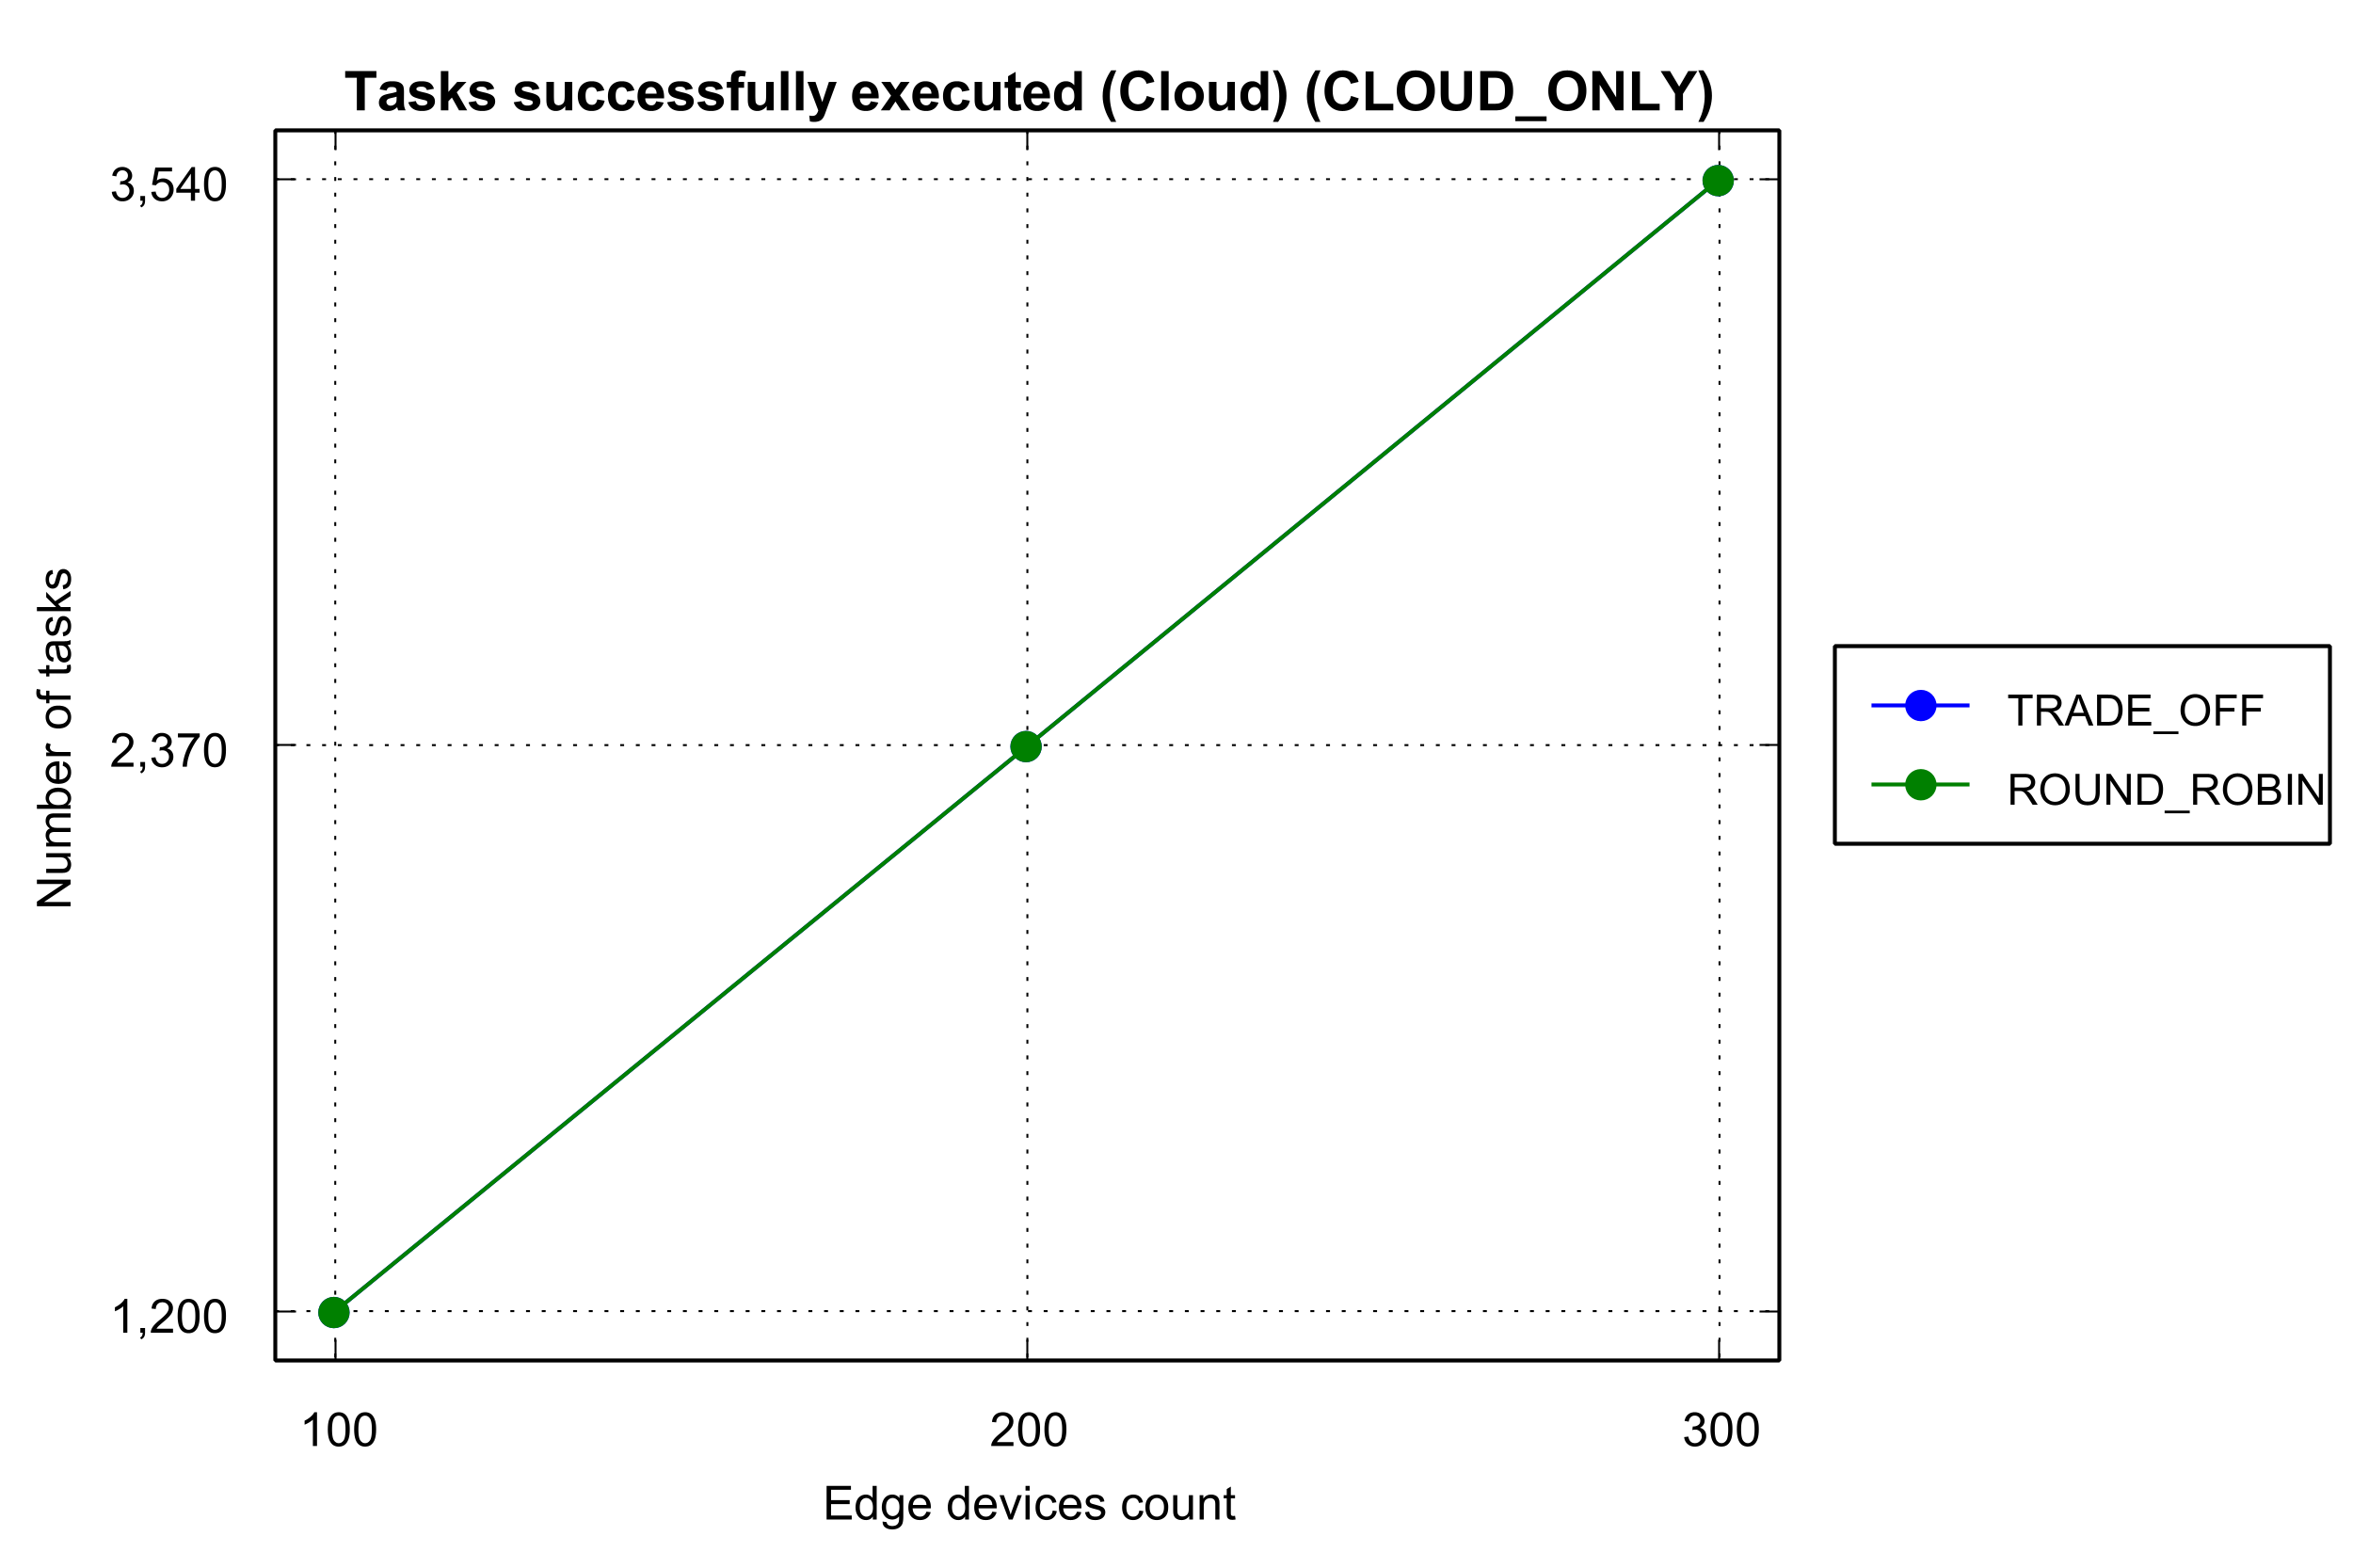 Tasks successfully executed (Cloud) (CLOUD_ONLY)
3,540
2,370
1,200
Number of tasks
100
200
300
Edge devices count
TRADE_OFF
ROUND_ROBIN